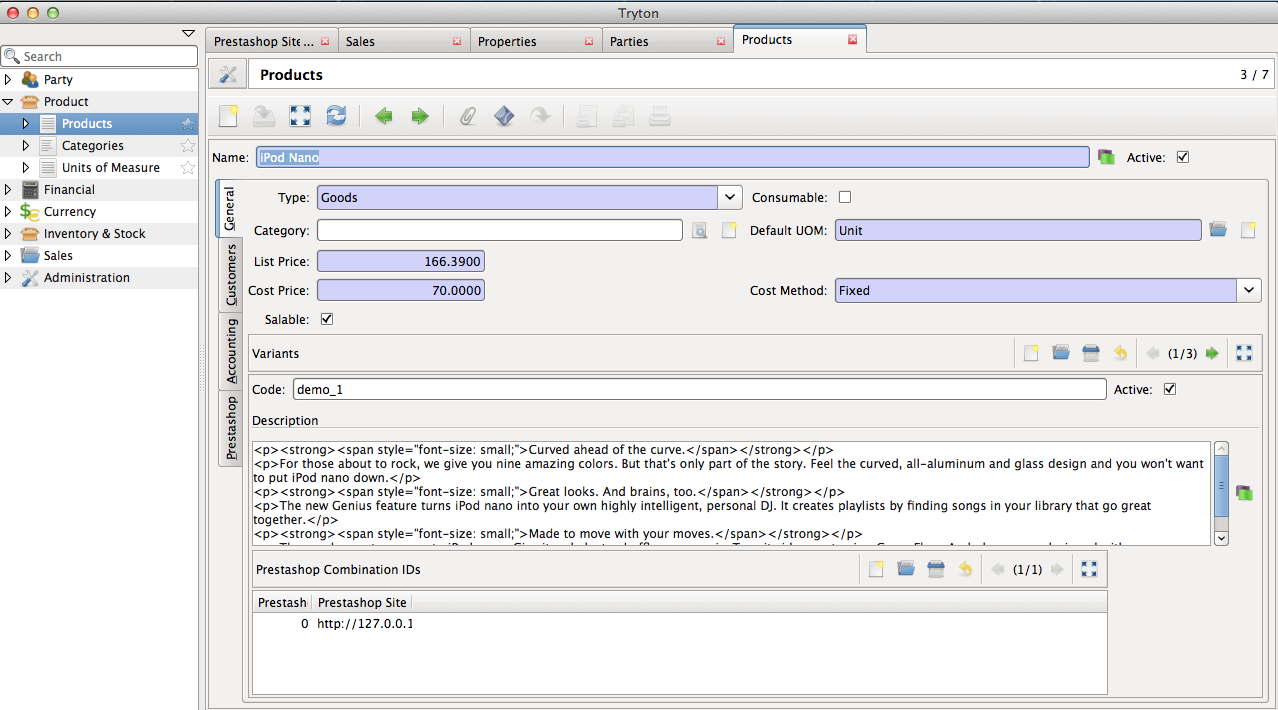 Tryton
Search
Party
Product
Products
Categories
Units of Measure
Financial
Currency
Inventory & Stock
Sales
Administration
Prestashop Site...
Sales
Properties
Parties
Products
Products
3 / 7
Name: iPod Nano
Active:
General
Customers
Accounting
Prestashop
Type: Goods
Consumable:
Category:
Default UOM: Unit
List Price: 166.3900
Cost Price: 70.0000
Cost Method: Fixed
Salable:
Variants
(1/3)
Code: demo_1
Active:
Description
<p><strong><span style="font-size: small;">Curved ahead of the curve.</span></strong></p>
<p>For those about to rock, we give you nine amazing colors. But that's only part of the story. Feel the curved, all-aluminum and glass design and you won't want
to put iPod nano down.</p>
<p><strong><span style="font-size: small;">Great looks. And brains, too.</span></strong></p>
<p>The new Genius feature turns iPod nano into your own highly intelligent, personal DJ. It creates playlists by finding songs in your library that go great
together.</p>
<p><strong><span style="font-size: small;">Made to move with your moves.</span></strong></p>
Prestashop Combination IDs
(1/1)
Prestash
Prestashop Site
0
http://127.0.0.1